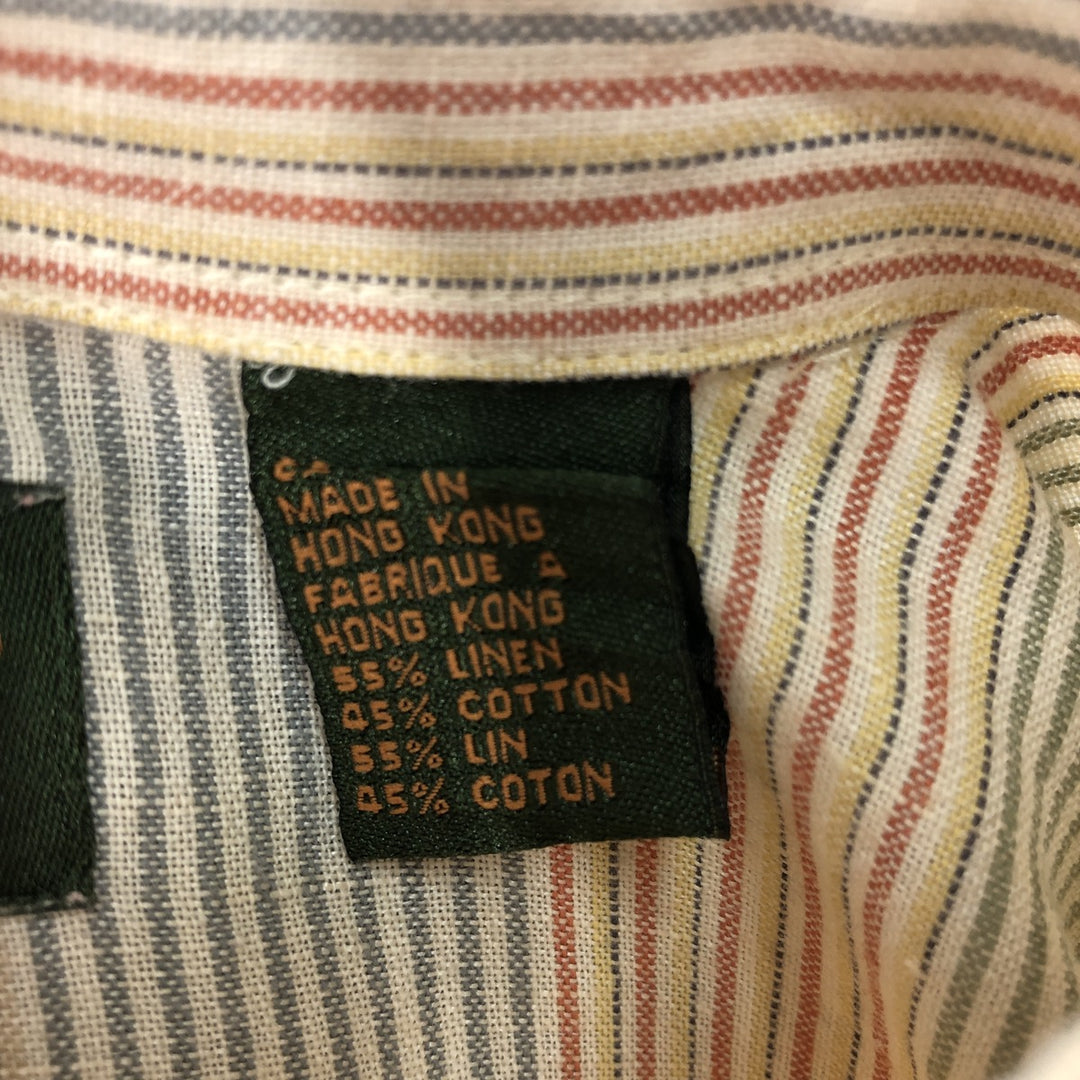 MADE IN
HONG KONG
FABRIQUE A
HONG KONG
55% LINEN
45% COTTON
55% LIN
45% COTON